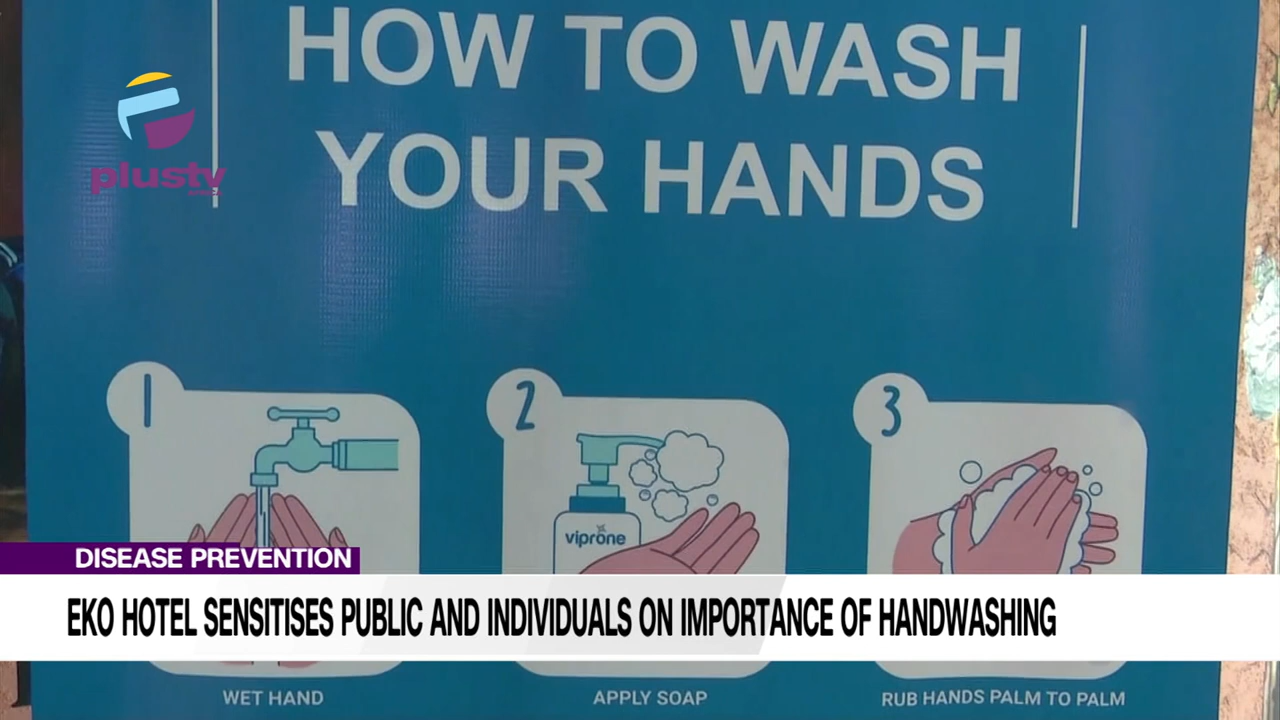 HOW TO WASH
YOUR HANDS
plustv
1
2
3
viprone
DISEASE PREVENTION
EKO HOTEL SENSITISES PUBLIC AND INDIVIDUALS ON IMPORTANCE OF HANDWASHING
WET HAND
APPLY SOAP
RUB HANDS PALM TO PALM